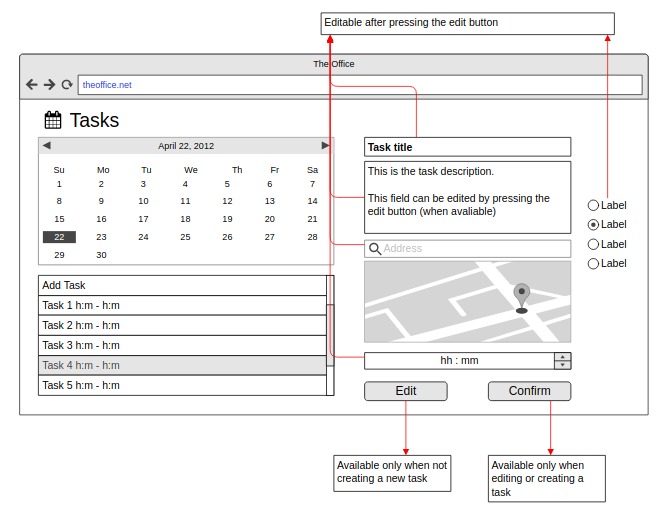 Editable after pressing the edit button
The Office
theoffice.net
Tasks
April 22, 2012
Su Mo Tu We Th Fr Sa
1 2 3 4 5 6 7
8 9 10 11 12 13 14
15 16 17 18 19 20 21
22 23 24 25 26 27 28
29 30
Add Task
Task 1 h:m - h:m
Task 2 h:m - h:m
Task 3 h:m - h:m
Task 4 h:m - h:m
Task 5 h:m - h:m
Task title
This is the task description.
This field can be edited by pressing the
edit button (when avaliable)
Address
hh : mm
Edit
Confirm
Label
Label
Label
Label
Available only when not
creating a new task
Available only when
editing or creating a
task